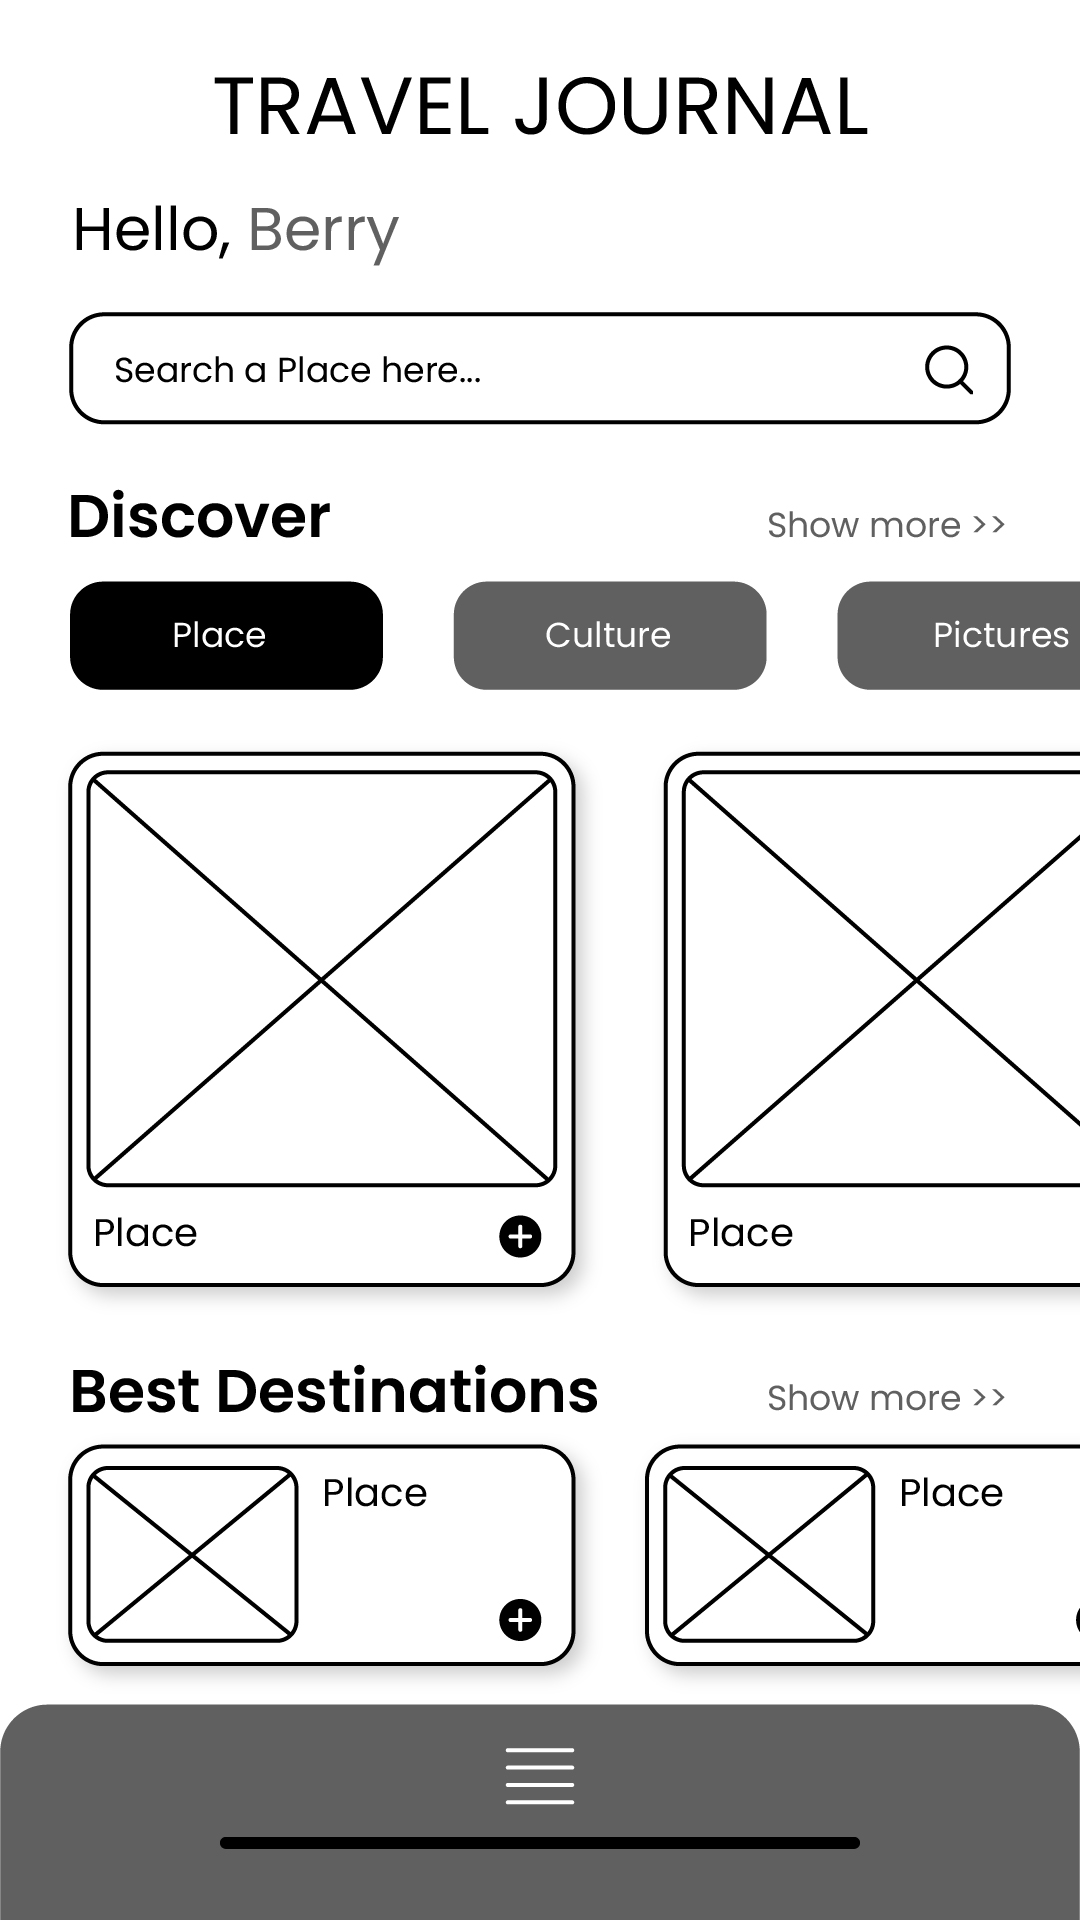 TRAVEL JOURNAL
Hello, Berry
Search a Place here...
Discover
Show more >>
Place
Culture
Pictures
Place
Place
Best Destinations
Show more >>
Place
Place